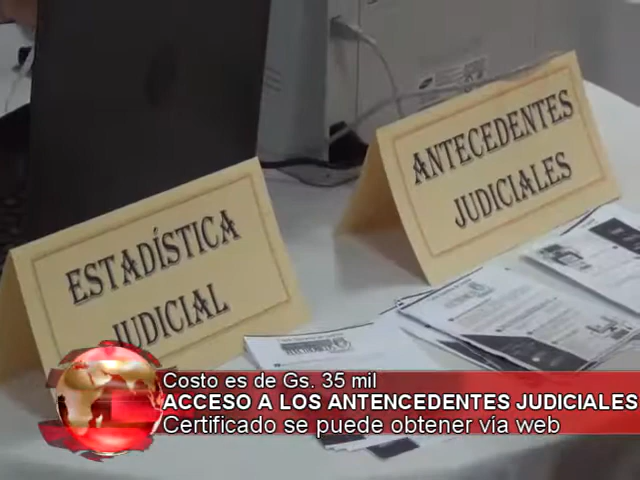 ANTECEDENTES
JUDICIALES
ESTADÍSTICA
JUDICIAL
Costo es de Gs. 35 mil
ACCESO A LOS ANTENCEDENTES JUDICIALES
Certificado se puede obtener vía web